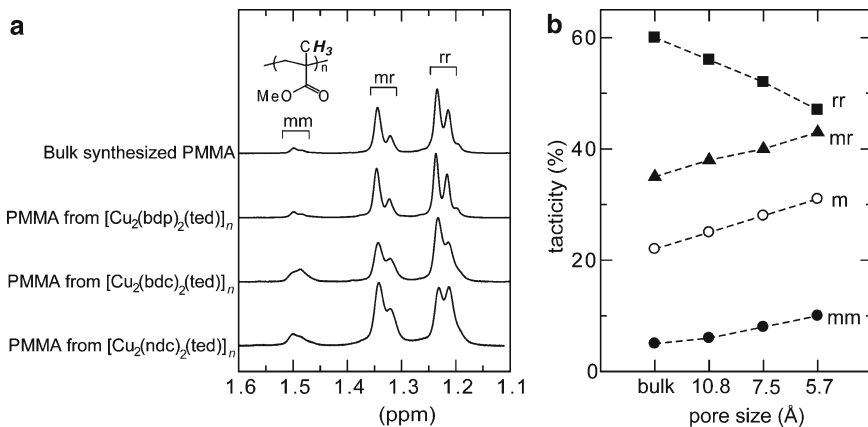 a
CH3
n
MeO
O
mm
mr
rr
Bulk synthesized PMMA
PMMA from [Cu2(bdp)2(ted)]n
PMMA from [Cu2(bdc)2(ted)]n
PMMA from [Cu2(ndc)2(ted)]n
1.6 1.5 1.4 1.3 1.2 1.1
(ppm)
b
60
40
20
0
tacticity (%)
rr
mr
m
mm
bulk 10.8 7.5 5.7
pore size (Å)